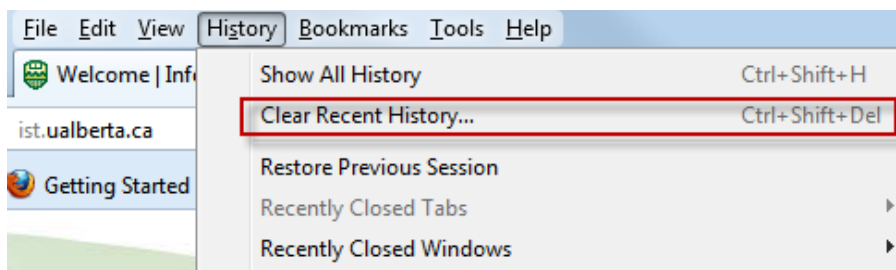 File Edit View History Bookmarks Tools Help
Welcome | Inf
Show All History Ctrl+Shift+H
ist.ualberta.ca
Clear Recent History... Ctrl+Shift+Del
Getting Started
Restore Previous Session
Recently Closed Tabs
Recently Closed Windows